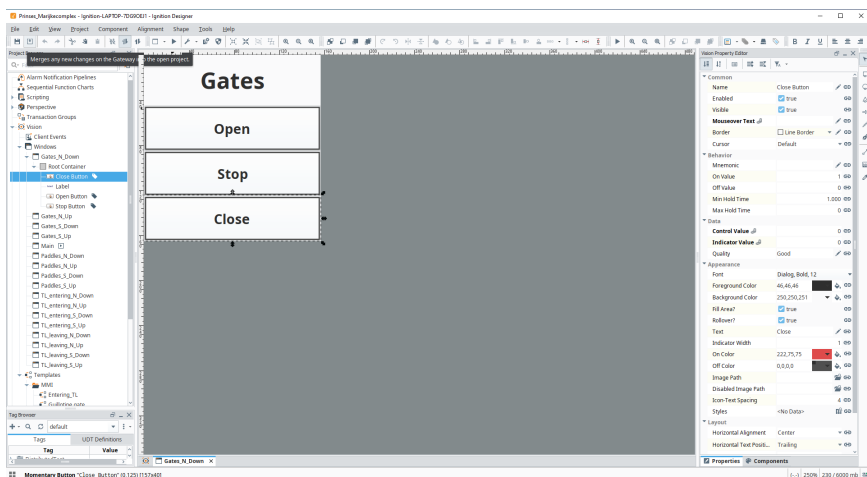 Prinses_Marijkecomplex - Ignition-LAPTOP-7DG9OEJT - Ignition Designer
File Edit View Project Component Alignment Shape Tools Help
Merges any new changes on the Gateway into the open project.
Alarm Notification Pipelines
Sequential Function Charts
Scripting
Perspective
Transaction Groups
Vision
Client Events
Windows
Gates_N_Down
Root Container
Close Button
Label
Open Button
Stop Button
Gates_N_Up
Gates_S_Down
Gates_S_Up
Main
Paddles_N_Down
Paddles_N_Up
Paddles_S_Down
Paddles_S_Up
TL_entering_N_Down
TL_entering_N_Up
TL_entering_S_Down
TL_entering_S_Up
TL_leaving_N_Down
TL_leaving_N_Up
TL_leaving_S_Down
TL_leaving_S_Up
Templates
MMI
Entering_TL
Guillotine gate
Tag Browser
default
Tags UDT Definitions
Tag Value
Gates
Open
Stop
Close
Gates_N_Down
Vision Property Editor
Common
Name Close Button
Enabled true
Visible true
Mouseover Text
Border Line Border
Cursor Default
Behavior
Mnemonic
On Value 1
Off Value 0
Min Hold Time 1.000
Max Hold Time 0
Data
Control Value 0
Indicator Value 0
Quality Good
Appearance
Font Dialog, Bold, 12
Foreground Color 46,46,46
Background Color 250,250,251
Fill Area? true
Rollover? true
Text Close
Indicator Width 1
On Color 222,75,75
Off Color 0,0,0,0
Image Path
Disabled Image Path
Icon-Text Spacing 4
Styles <No Data>
Layout
Horizontal Alignment Center
Horizontal Text Positi... Trailing
Properties Components
Momentary Button "Close Button" (0,125) [157x40]
250% 230 / 6000 mb